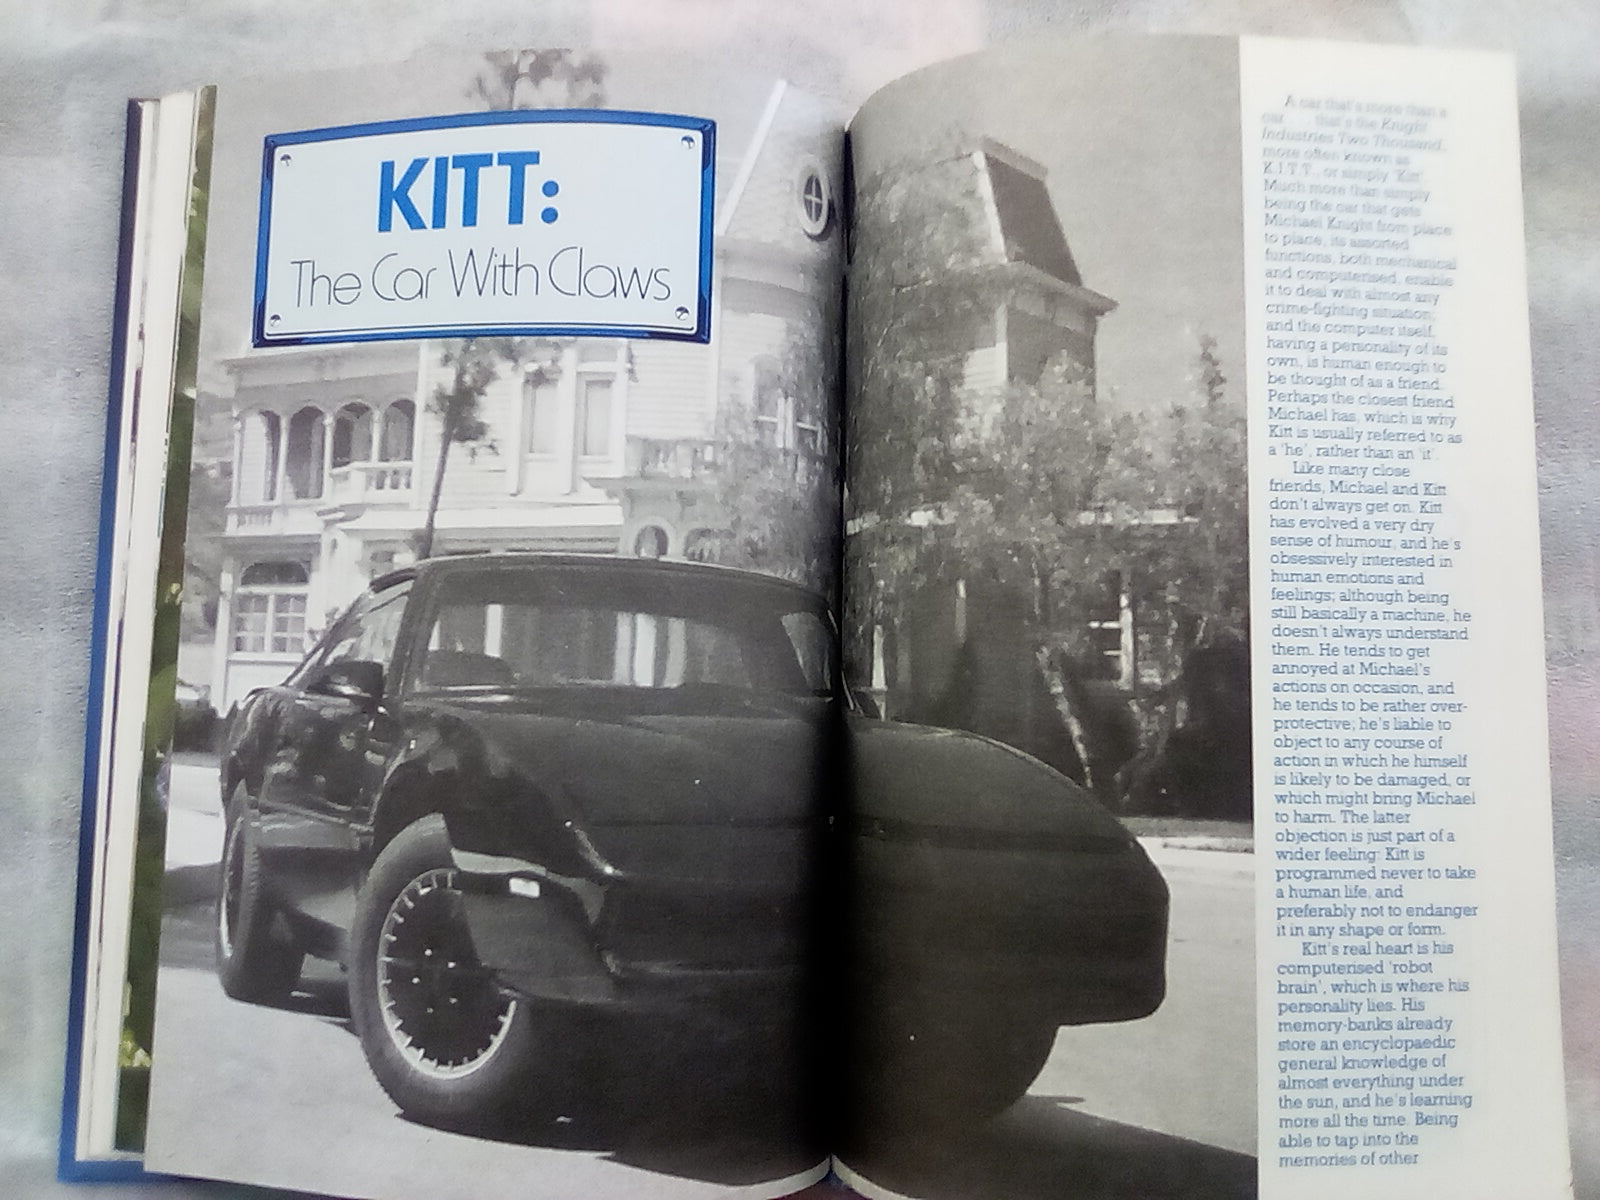 KITT:
The Car With Claws
A car that's more than a
car . . . that's the Knight
Industries Two Thousand,
more often known as
K.I.T.T., or simply 'Kitt'.
Much more than simply
being the car that gets
Michael Knight from place
to place, its assorted
functions, both mechanical
and computerised, enable
it to deal with almost any
crime-fighting situation;
and the computer itself,
having a personality of its
own, is human enough to
be thought of as a friend.
Perhaps the closest friend
Michael has, which is why
Kitt is usually referred to as
a 'he', rather than an 'it'.
Like many close
friends, Michael and Kitt
don't always get on. Kitt
has evolved a very dry
sense of humour, and he's
obsessively interested in
human emotions and
feelings; although being
still basically a machine, he
doesn't always understand
them. He tends to get
annoyed at Michael's
actions on occasion, and
he tends to be rather over-
protective; he's liable to
object to any course of
action in which he himself
is likely to be damaged, or
which might bring Michael
to harm. The latter
objection is just part of a
wider feeling: Kitt is
programmed never to take
a human life, and
preferably not to endanger
it in any shape or form.
Kitt's real heart is his
computerised 'robot
brain', which is where his
personality lies. His
memory-banks already
store an encyclopaedic
general knowledge of
almost everything under
the sun, and he's learning
more all the time. Being
able to tap into the
memories of other